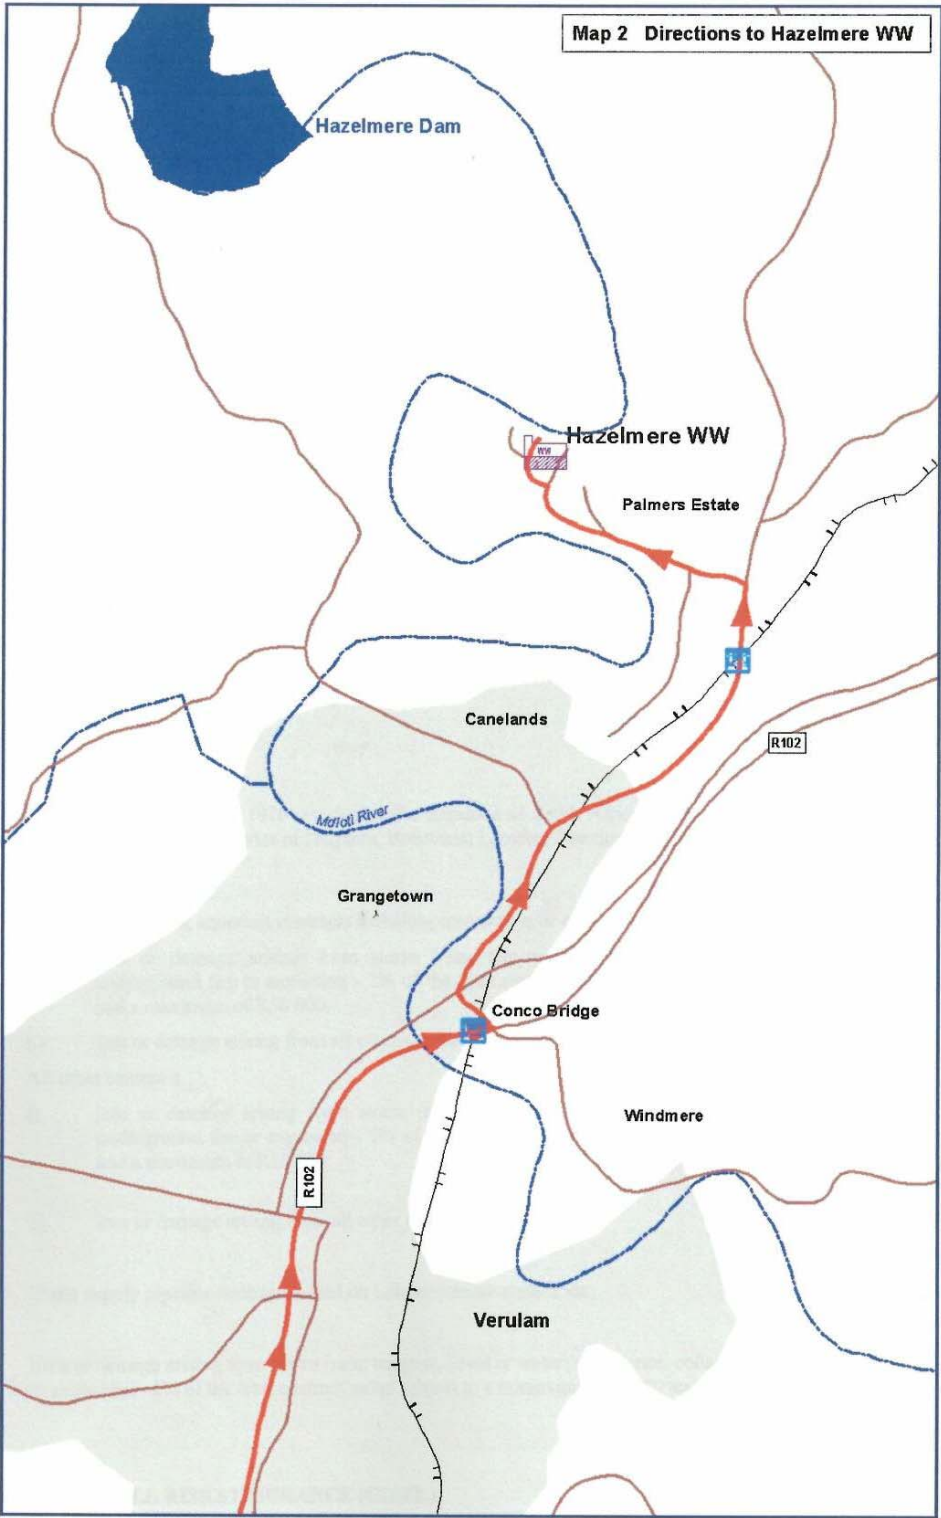 Map 2 Directions to Hazelmere WW
Hazelmere Dam
Hazelmere WW
WW
Palmers Estate
Canelands
R102
Mdloti River
Grangetown
Conco Bridge
Windmere
R102
Verulam